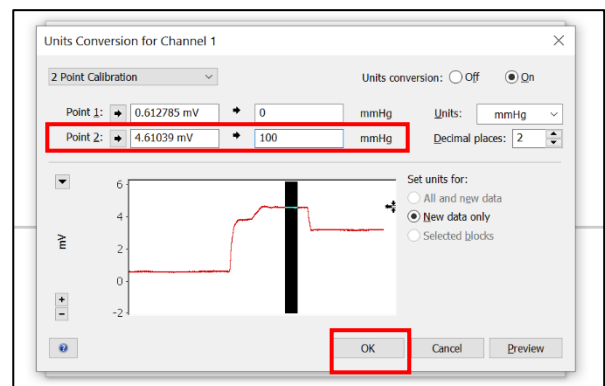 Units Conversion for Channel 1
2 Point Calibration Units conversion: Off On
Point 1: 0.612785 mV 0 mmHg Units: mmHg
Point 2: 4.61039 mV 100 mmHg Decimal places: 2
Set units for:
All and new data
New data only
Selected blocks
mV
6
4
2
0
-2
+
-
?
OK Cancel Preview